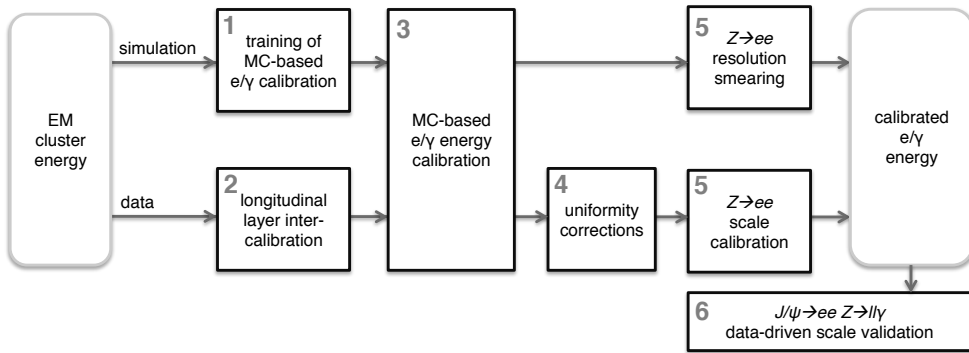 EM
cluster
energy
simulation
data
1
training of
MC-based
e/γ calibration
2
longitudinal
layer inter-
calibration
3
MC-based
e/γ energy
calibration
4
uniformity
corrections
5
Z→ee
resolution
smearing
5
Z→ee
scale
calibration
calibrated
e/γ
energy
6
J/ψ→ee Z→llγ
data-driven scale validation